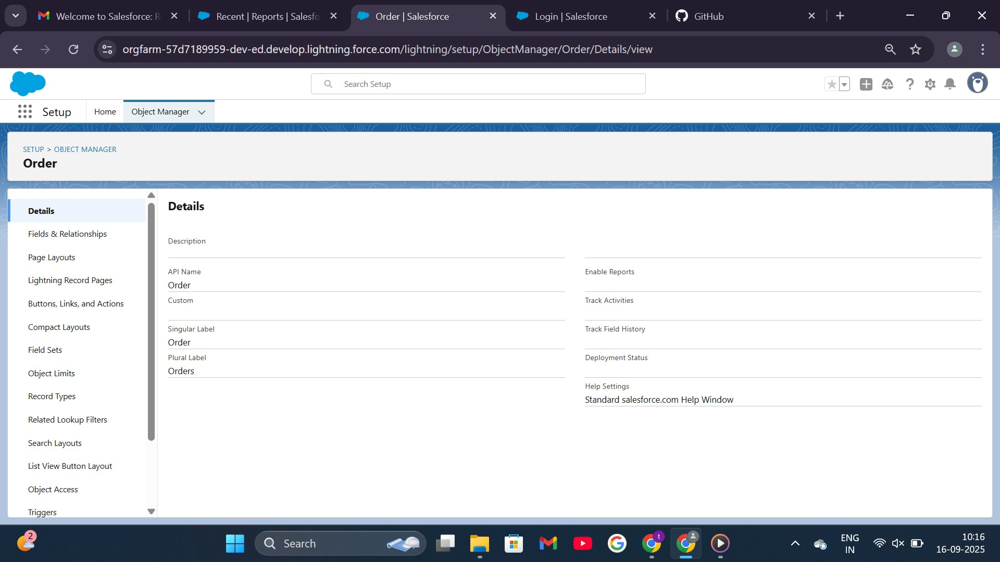 Welcome to Salesforce: R
Recent | Reports | Salesfo
Order | Salesforce
Login | Salesforce
GitHub
orgfarm-57d7189959-dev-ed.develop.lightning.force.com/lightning/setup/ObjectManager/Order/Details/view
Search Setup
Setup
Home
Object Manager
SETUP > OBJECT MANAGER
Order
Details
Fields & Relationships
Page Layouts
Lightning Record Pages
Buttons, Links, and Actions
Compact Layouts
Field Sets
Object Limits
Record Types
Related Lookup Filters
Search Layouts
List View Button Layout
Object Access
Triggers
Details
Description
API Name
Order
Custom
Singular Label
Order
Plural Label
Orders
Enable Reports
Track Activities
Track Field History
Deployment Status
Help Settings
Standard salesforce.com Help Window
2
Search
t
ENG
IN
10:16
16-09-2025